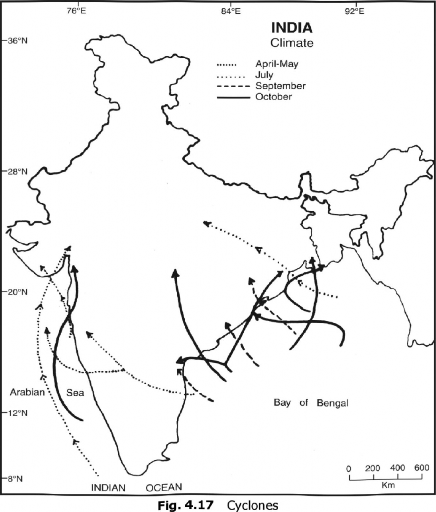 76°E 84°E 92°E
INDIA
Climate
36°N
April-May
July
September
October
28°N
20°N
Arabian Sea
12°N
Bay of Bengal
8°N
0 200 400 600
Km
INDIAN OCEAN
Fig. 4.17 Cyclones